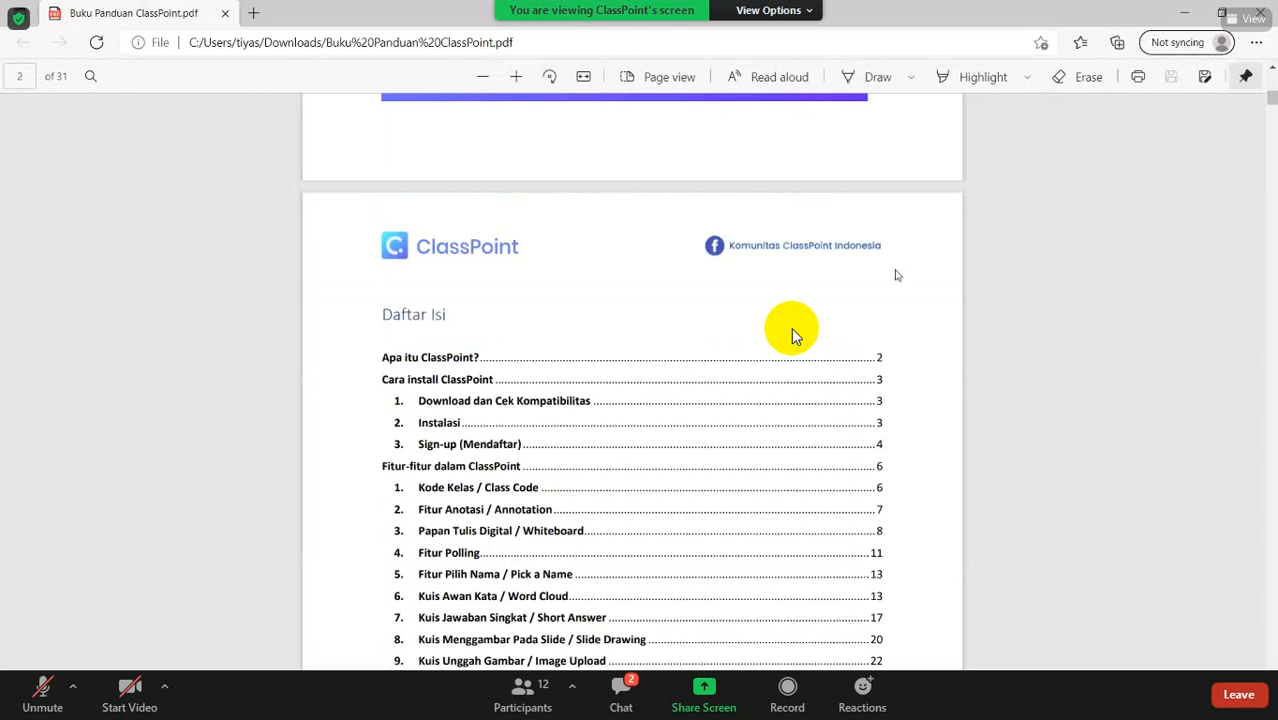 Buku Panduan ClassPoint.pdf
You are viewing ClassPoint's screen
View Options
View
File
C:/Users/tiyas/Downloads/Buku%20Panduan%20ClassPoint.pdf
Not syncing
2 of 31
Page view
Read aloud
Draw
Highlight
Erase
ClassPoint
Komunitas ClassPoint Indonesia
Daftar Isi
Apa itu ClassPoint? 2
Cara install ClassPoint 3
1. Download dan Cek Kompatibilitas 3
2. Instalasi 3
3. Sign-up (Mendaftar) 4
Fitur-fitur dalam ClassPoint 6
1. Kode Kelas / Class Code 6
2. Fitur Anotasi / Annotation 7
3. Papan Tulis Digital / Whiteboard 8
4. Fitur Polling 11
5. Fitur Pilih Nama / Pick a Name 13
6. Kuis Awan Kata / Word Cloud 13
7. Kuis Jawaban Singkat / Short Answer 17
8. Kuis Menggambar Pada Slide / Slide Drawing 20
9. Kuis Unggah Gambar / Image Upload 22
Unmute
Start Video
12
Participants
2
Chat
Share Screen
Record
Reactions
Leave